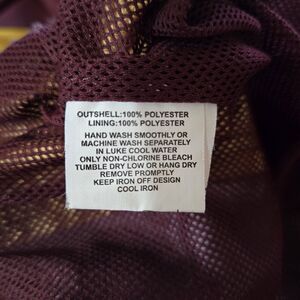 OUTSHELL:100% POLYESTER
LINING:100% POLYESTER
HAND WASH SMOOTHLY OR
MACHINE WASH SEPARATELY
IN LUKE COOL WATER
ONLY NON-CHLORINE BLEACH
TUMBLE DRY LOW OR HANG DRY
REMOVE PROMPTLY
KEEP IRON OFF DESIGN
COOL IRON